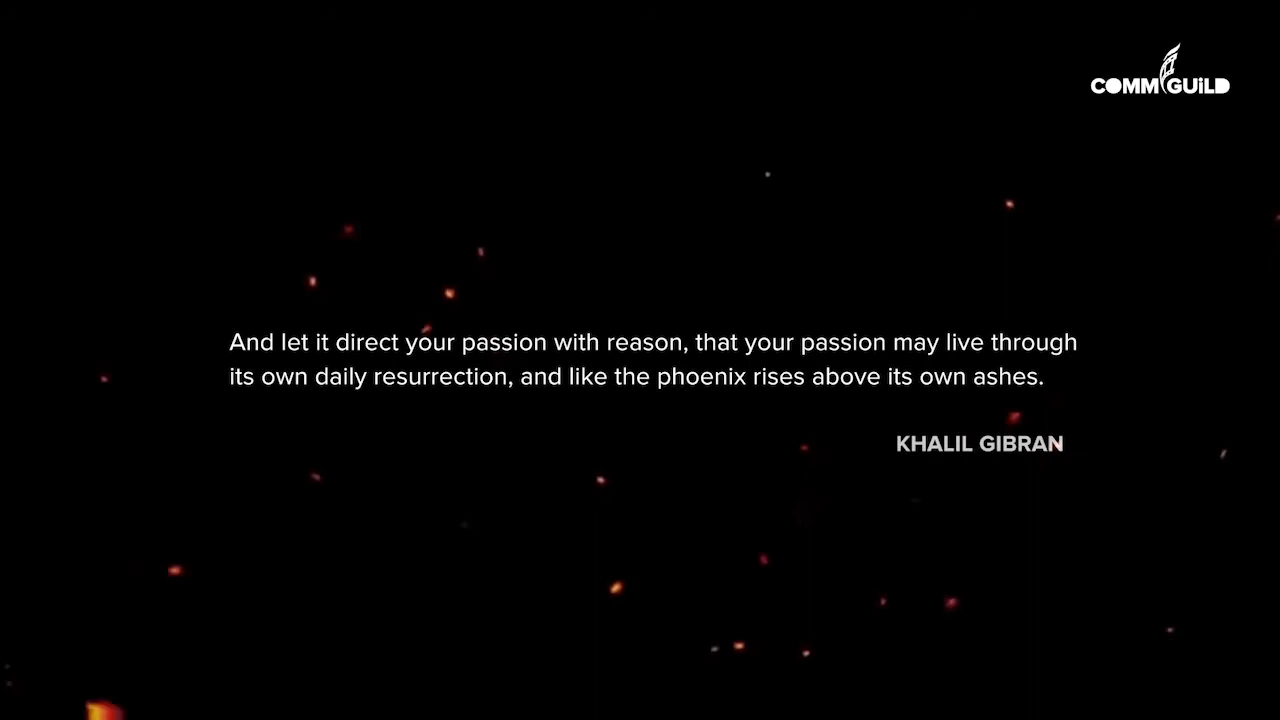 COMM GUiLD
And let it direct your passion with reason, that your passion may live through
its own daily resurrection, and like the phoenix rises above its own ashes.
KHALIL GIBRAN